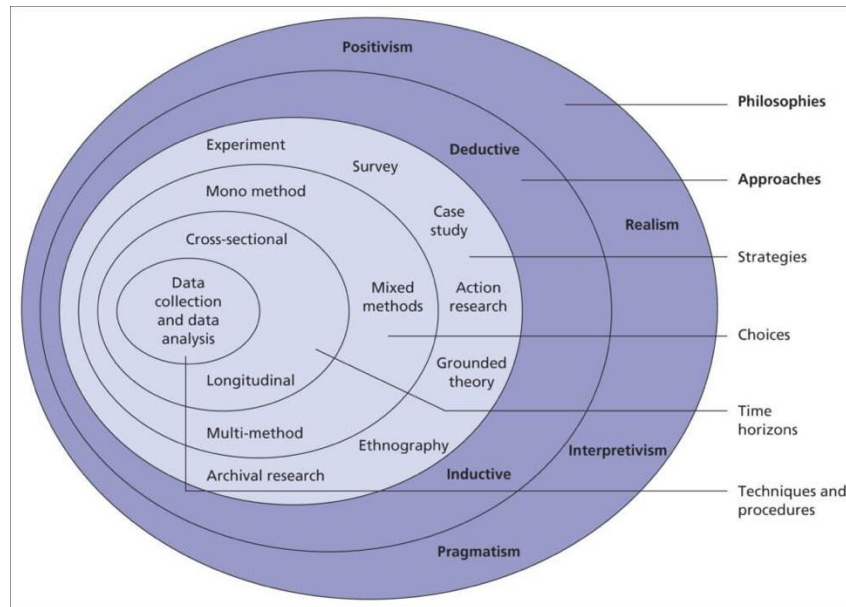 Positivism
Philosophies
Experiment
Deductive
Survey
Approaches
Mono method
Case
study
Realism
Cross-sectional
Strategies
Data
collection
and data
analysis
Mixed
methods
Action
research
Choices
Grounded
theory
Longitudinal
Time
horizons
Multi-method
Ethnography
Interpretivism
Archival research
Inductive
Techniques and
procedures
Pragmatism